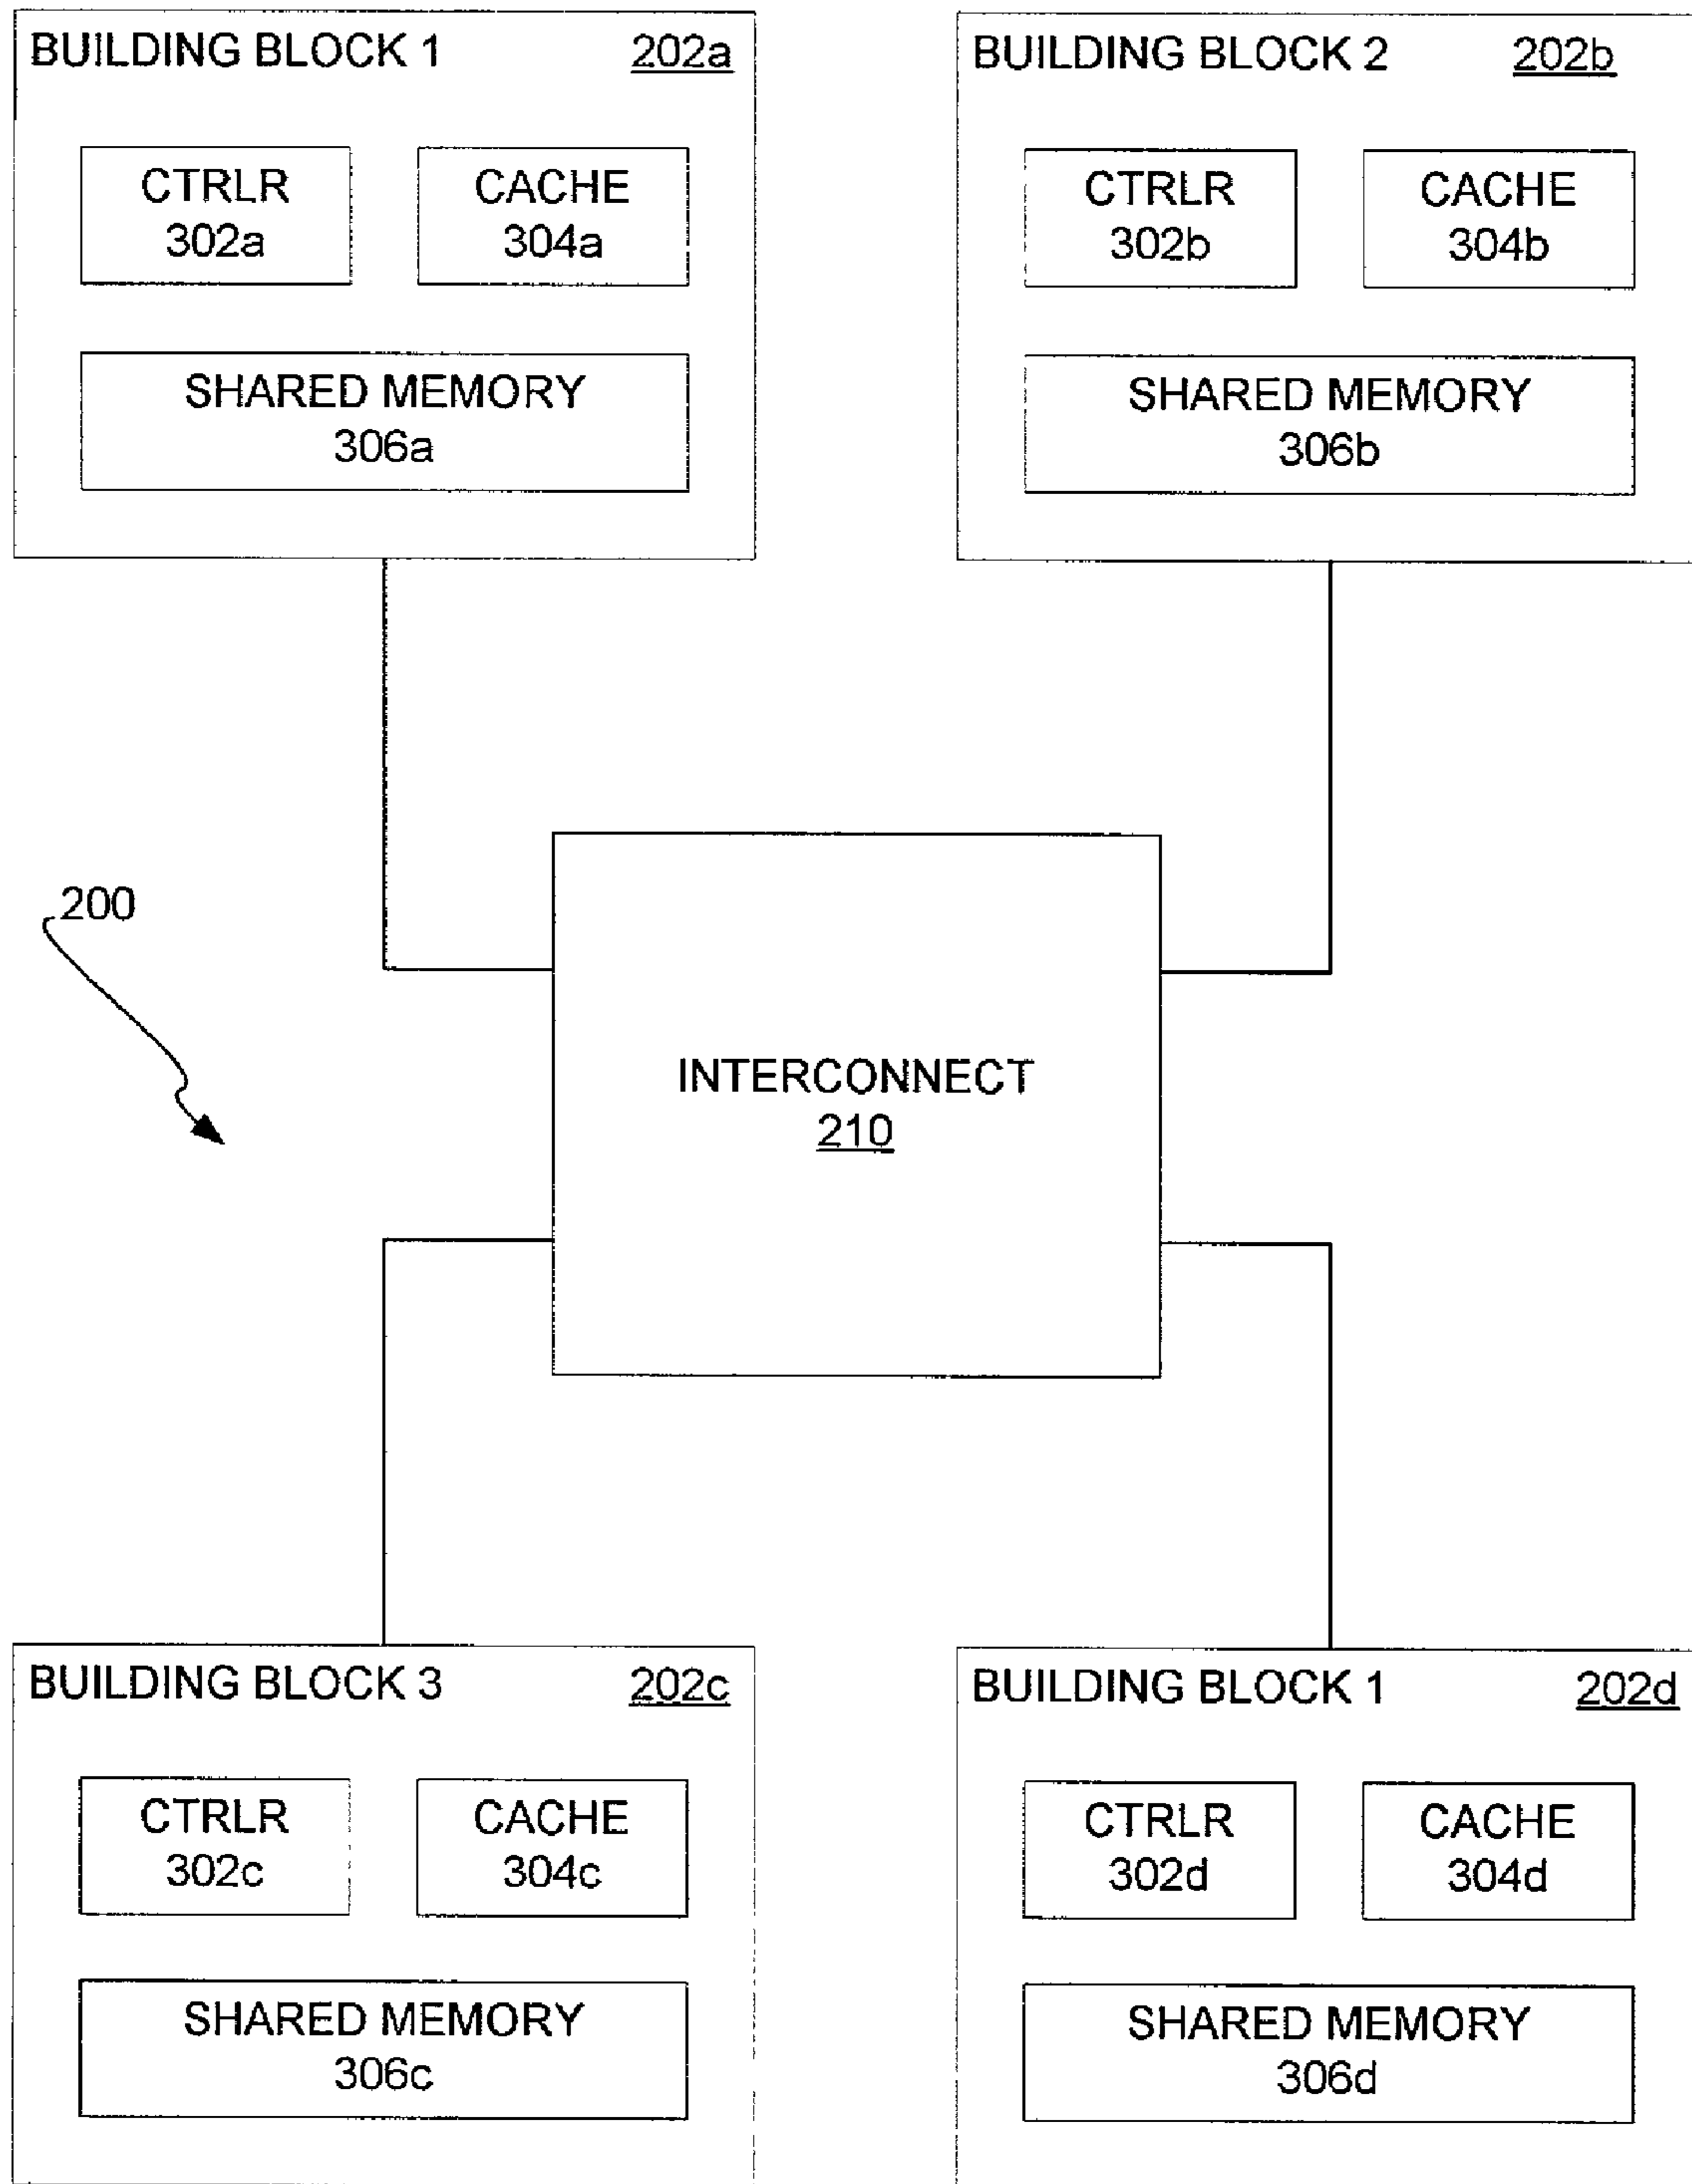 BUILDING BLOCK 1 202a
CTRLR
302a
CACHE
304a
SHARED MEMORY
306a
BUILDING BLOCK 2 202b
CTRLR
302b
CACHE
304b
SHARED MEMORY
306b
200
INTERCONNECT
210
BUILDING BLOCK 3 202c
CTRLR
302c
CACHE
304c
SHARED MEMORY
306c
BUILDING BLOCK 1 202d
CTRLR
302d
CACHE
304d
SHARED MEMORY
306d